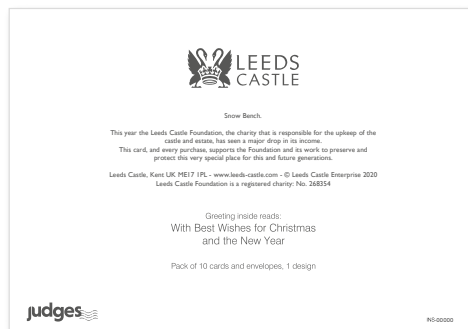 LEEDS
CASTLE
Snow Bench.
This year the Leeds Castle Foundation, the charity that is responsible for the upkeep of the
castle and estate, has seen a major drop in its income.
This card, and every purchase, supports the Foundation and its work to preserve and
protect this very special place for this and future generations.
Leeds Castle, Kent UK ME17 1PL - www.leeds-castle.com - © Leeds Castle Enterprise 2020
Leeds Castle Foundation is a registered charity: No. 268354
Greeting inside reads:
With Best Wishes for Christmas
and the New Year
Pack of 10 cards and envelopes, 1 design
judges
INS-00000